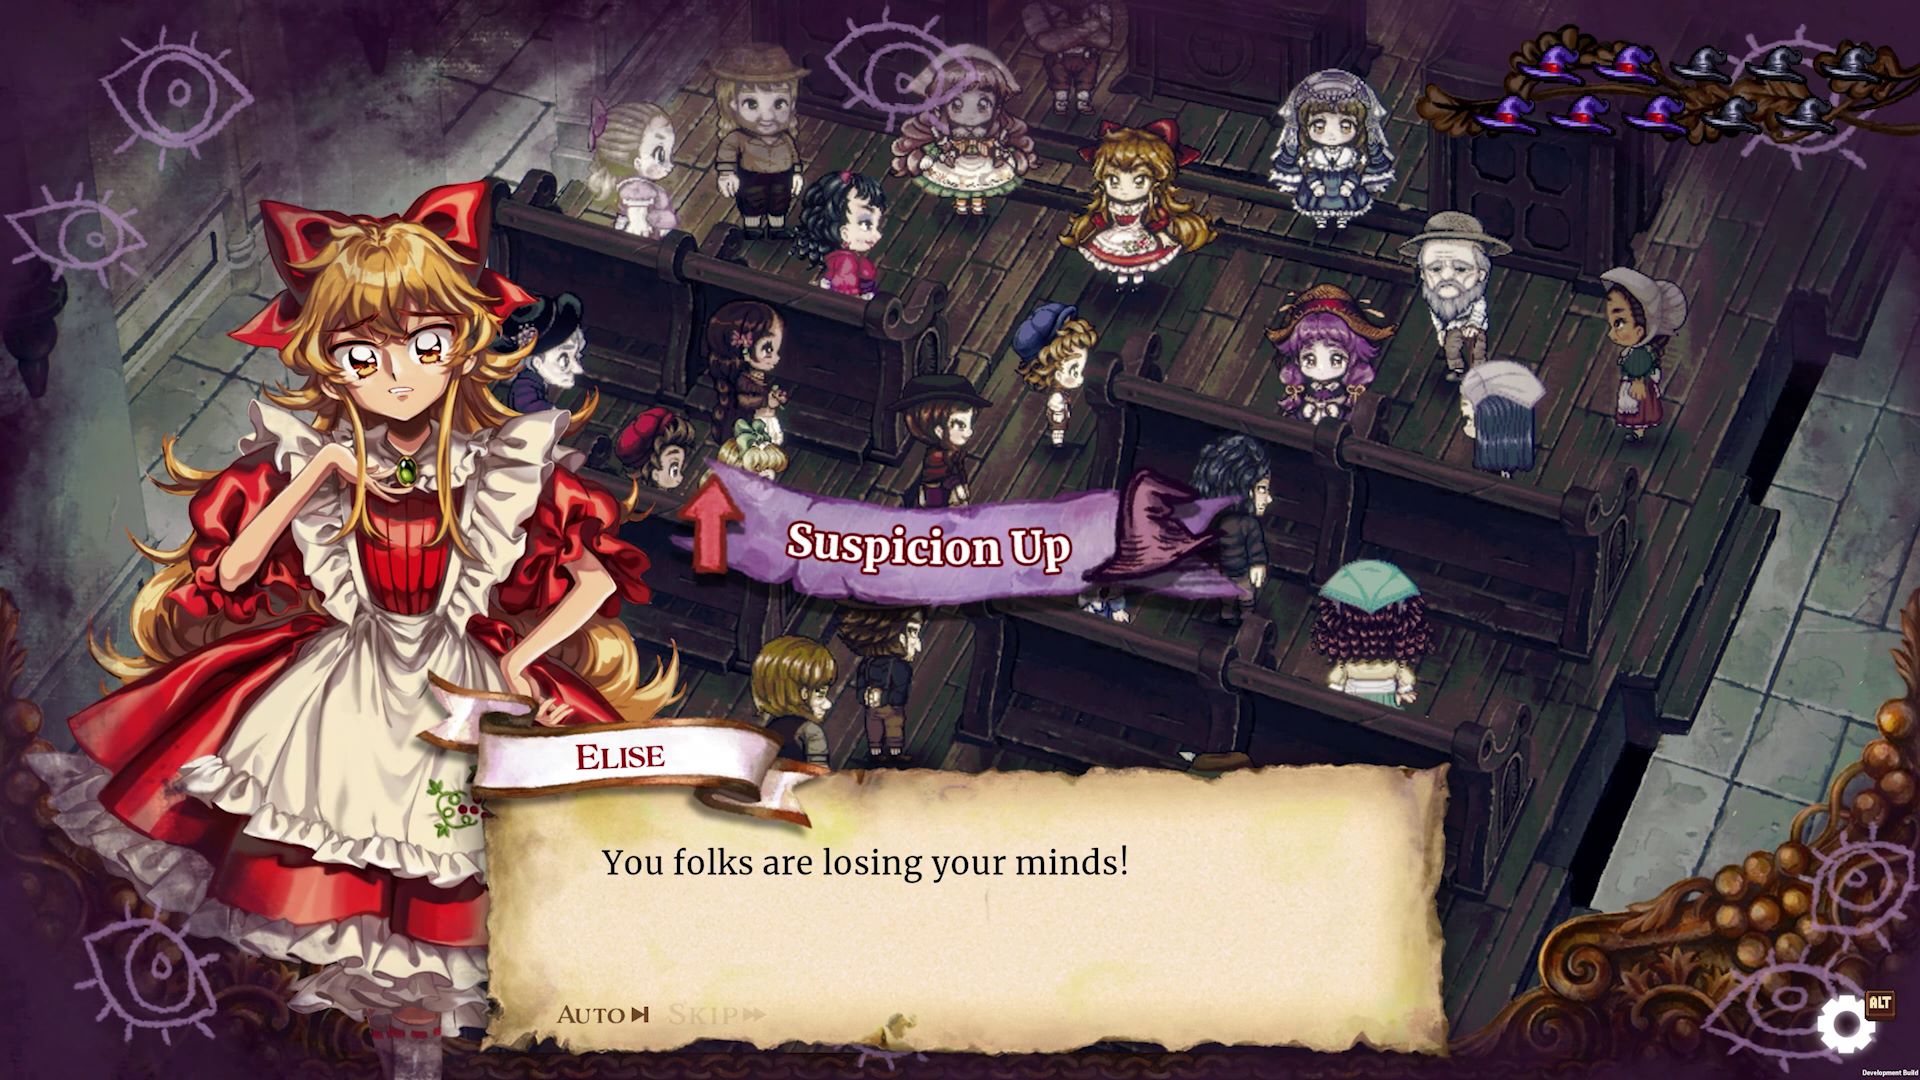 Suspicion Up
ELISE
You folks are losing your minds!
AUTO SKIP
ALT
Development Build